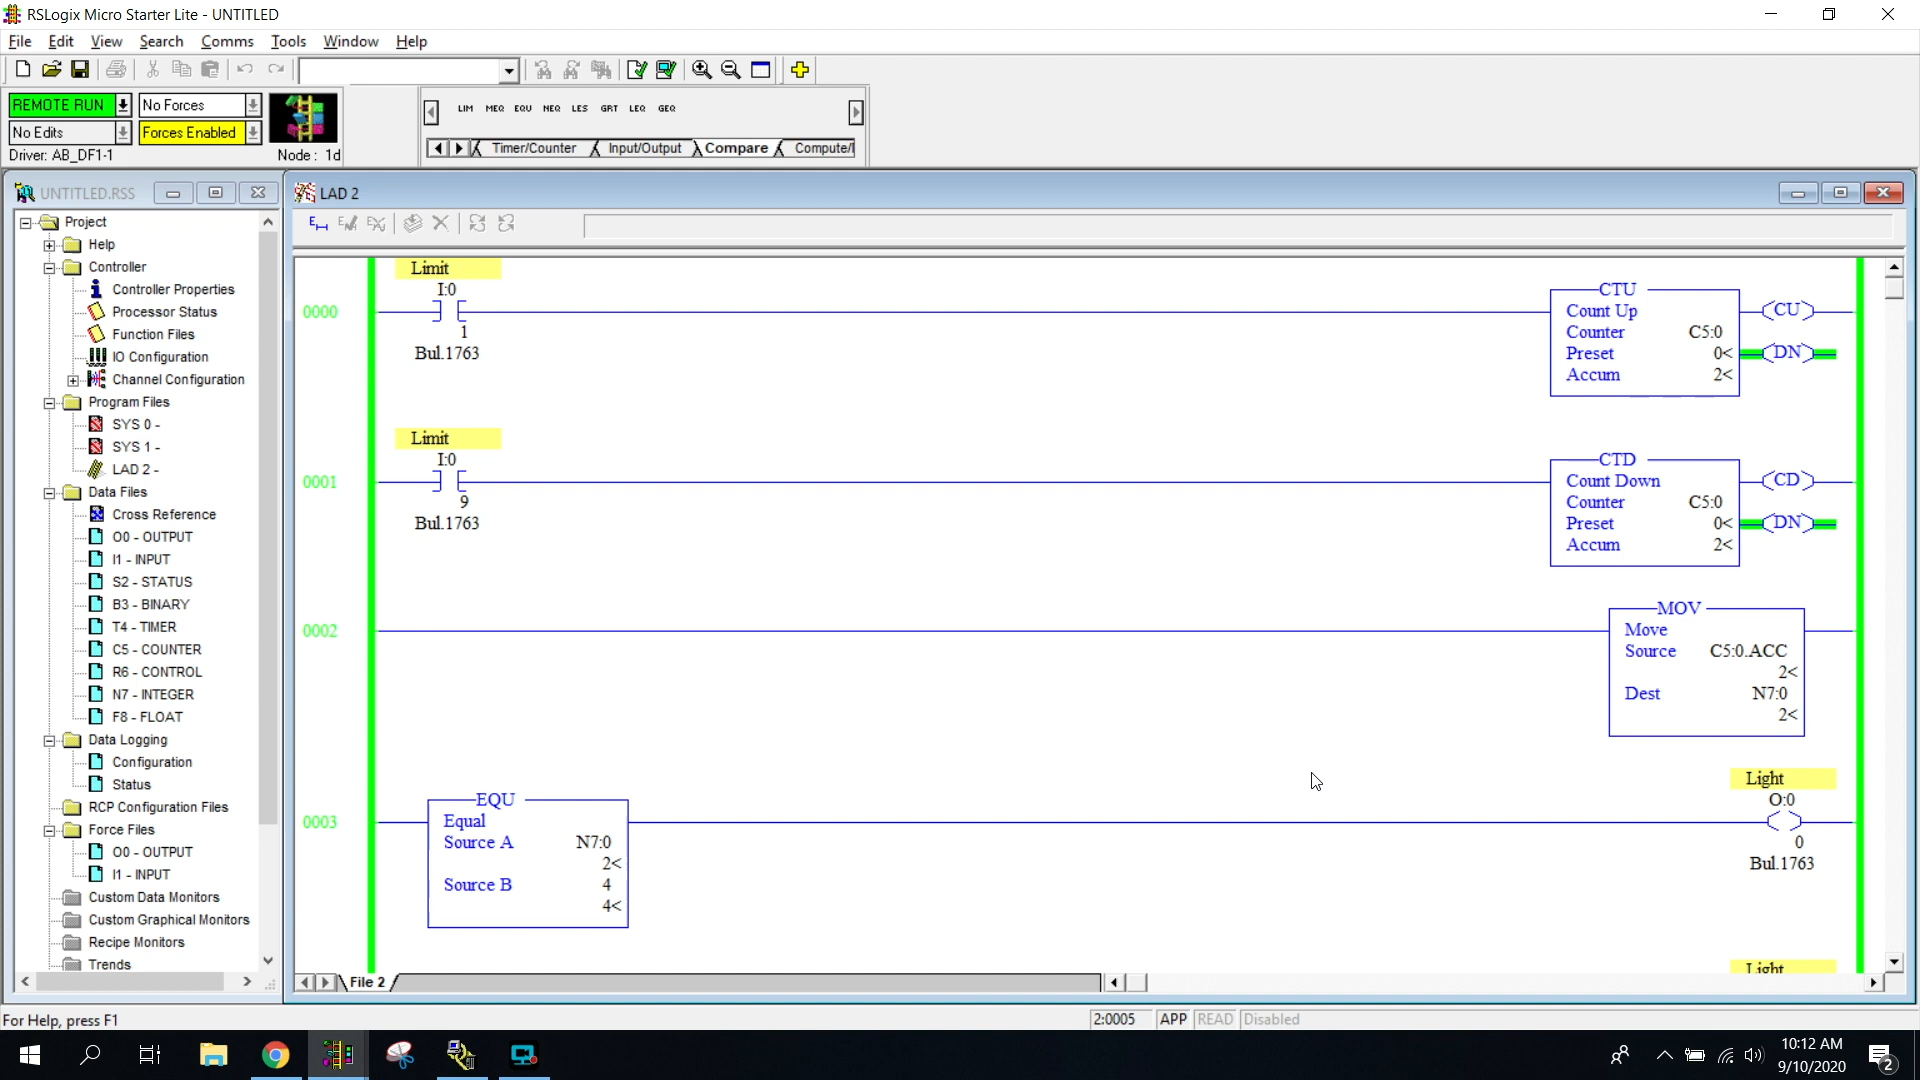 RSLogix Micro Starter Lite - UNTITLED
File Edit View Search Comms Tools Window Help
REMOTE RUN No Forces
No Edits Forces Enabled
Driver: AB_DF1-1 Node : 1d
LIM MEQ EQU NEQ LES GRT LEQ GEQ
Timer/Counter Input/Output Compare Compute/
UNTITLED.RSS
Project
Help
Controller
Controller Properties
Processor Status
Function Files
IO Configuration
Channel Configuration
Program Files
SYS 0 -
SYS 1 -
LAD 2 -
Data Files
Cross Reference
O0 - OUTPUT
I1 - INPUT
S2 - STATUS
B3 - BINARY
T4 - TIMER
C5 - COUNTER
R6 - CONTROL
N7 - INTEGER
F8 - FLOAT
Data Logging
Configuration
Status
RCP Configuration Files
Force Files
O0 - OUTPUT
I1 - INPUT
Custom Data Monitors
Custom Graphical Monitors
Recipe Monitors
Trends
LAD 2
Limit
I:0
0000
1
Bul.1763
CTU
Count Up
Counter C5:0
Preset 0<
Accum 2<
CU
DN
Limit
I:0
0001
9
Bul.1763
CTD
Count Down
Counter C5:0
Preset 0<
Accum 2<
CD
DN
0002
MOV
Move
Source C5:0.ACC
2<
Dest N7:0
2<
0003
EQU
Equal
Source A N7:0
2<
Source B 4
4<
Light
O:0
0
Bul.1763
Light
File 2
For Help, press F1
2:0005 APP READ Disabled
10:12 AM
9/10/2020
2